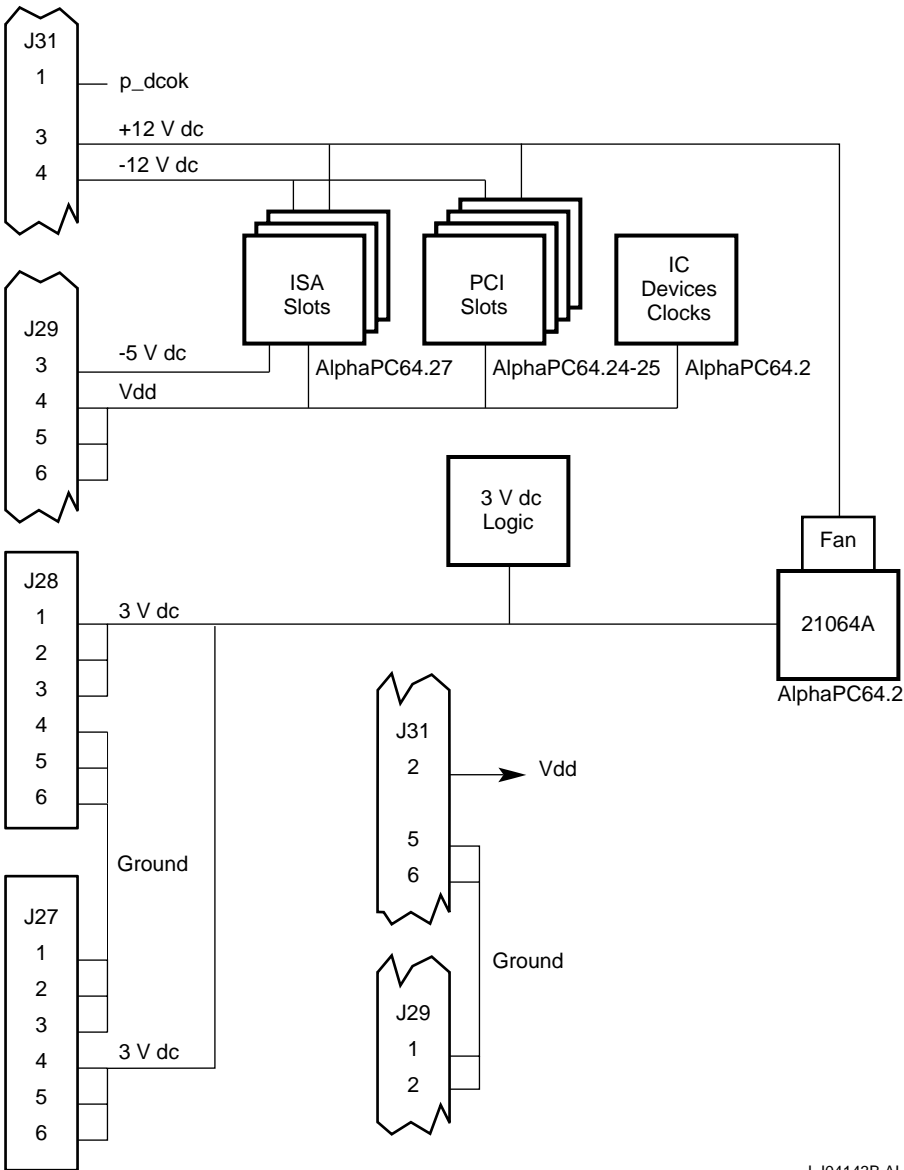 J31
1
p_dcok
3
+12 V dc
4
-12 V dc
ISA
Slots
PCI
Slots
IC
Devices
Clocks
J29
3
-5 V dc
AlphaPC64.27
AlphaPC64.24-25
AlphaPC64.2
4
Vdd
5
6
3 V dc
Logic
Fan
J28
1
3 V dc
21064A
2
3
AlphaPC64.2
4
5
6
J31
2
Vdd
5
6
Ground
J27
1
2
3
4
3 V dc
5
6
Ground
J29
1
2